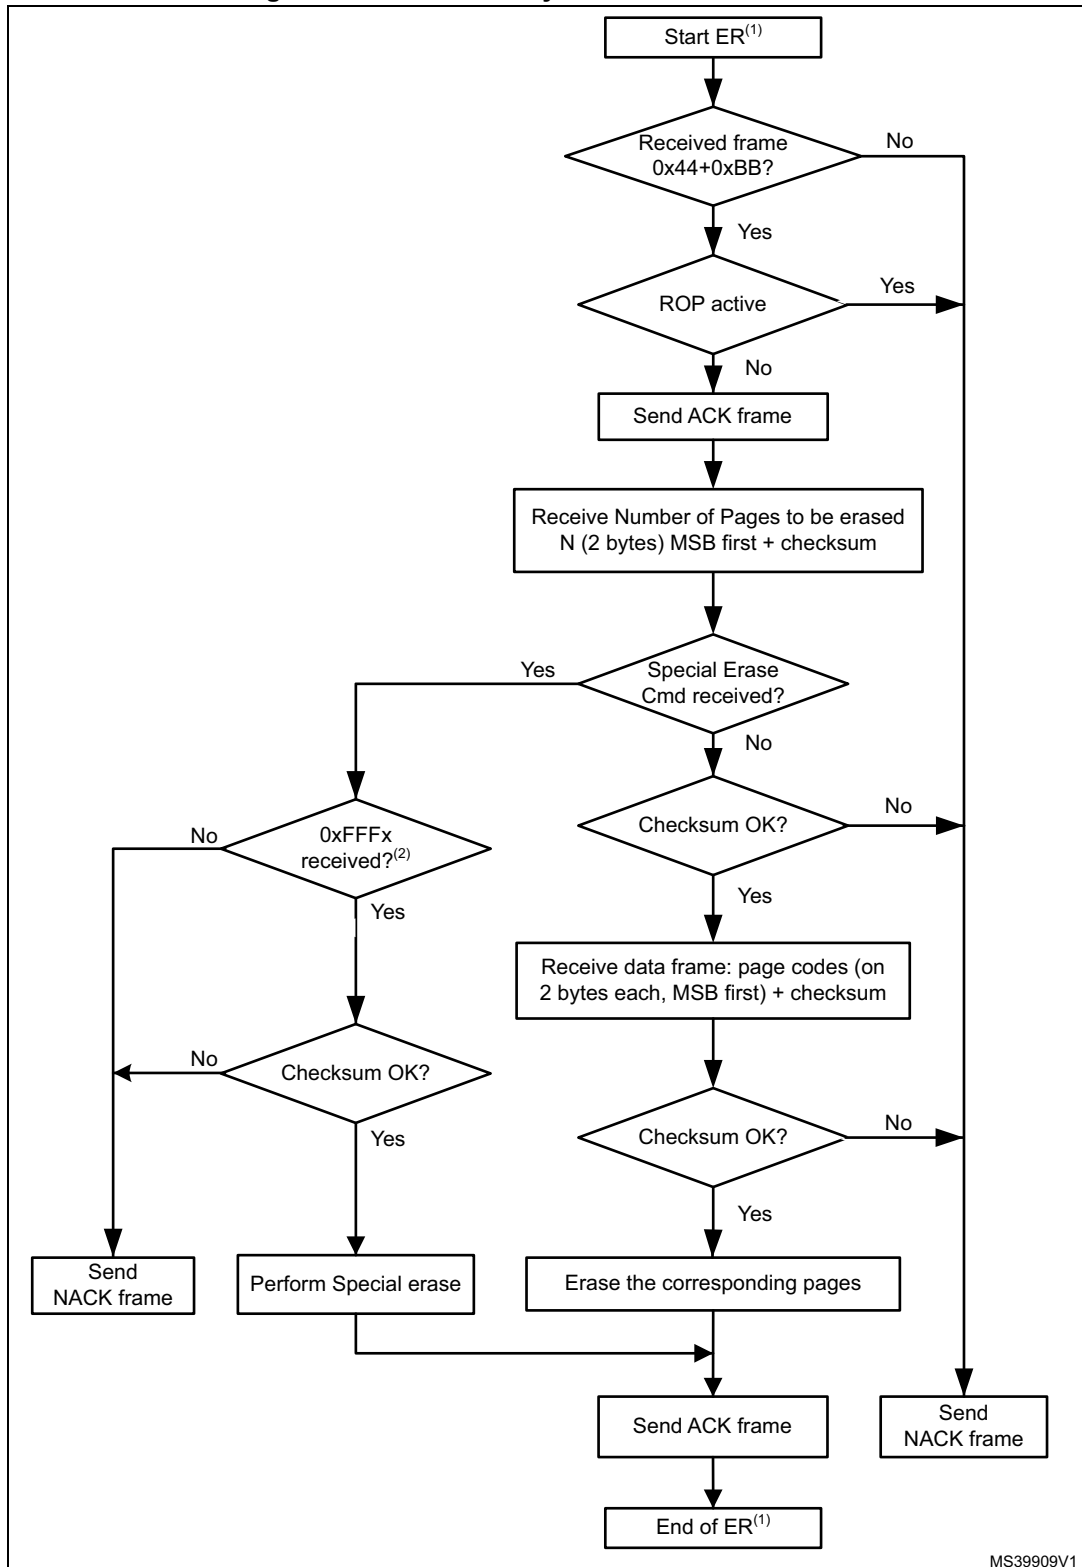 Start ER(1)
Received frame
0x44+0xBB?
No
Yes
ROP active
Yes
No
Send ACK frame
Receive Number of Pages to be erased
N (2 bytes) MSB first + checksum
Special Erase
Cmd received?
Yes
No
0xFFFx
received?(2)
No
Yes
Checksum OK?
No
Yes
Receive data frame: page codes (on
2 bytes each, MSB first) + checksum
Checksum OK?
No
Yes
Checksum OK?
No
Yes
Send
NACK frame
Perform Special erase
Erase the corresponding pages
Send ACK frame
Send
NACK frame
End of ER(1)
MS39909V1